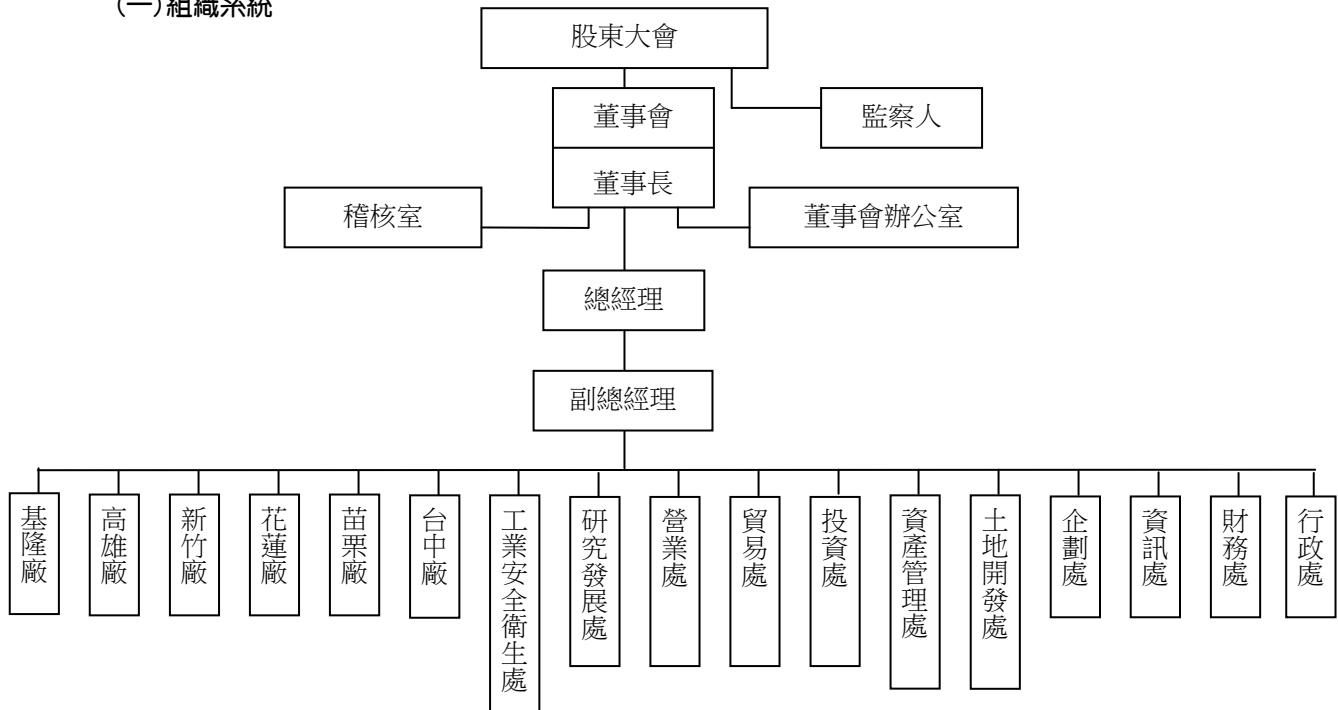 (一)組織系統
股東大會
董事會
監察人
董事長
稽核室
董事會辦公室
總經理
副總經理
基隆廠
高雄廠
新竹廠
花蓮廠
苗栗廠
台中廠
工業安全衛生處
研究發展處
營業處
貿易處
投資處
資產管理處
土地開發處
企劃處
資訊處
財務處
行政處